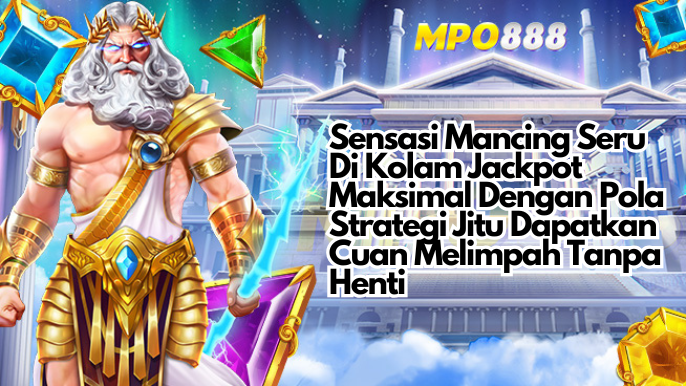 MPO888
Sensasi Mancing Seru
Di Kolam Jackpot
Maksimal Dengan Pola
Strategi Jitu Dapatkan
Cuan Melimpah Tanpa
Henti